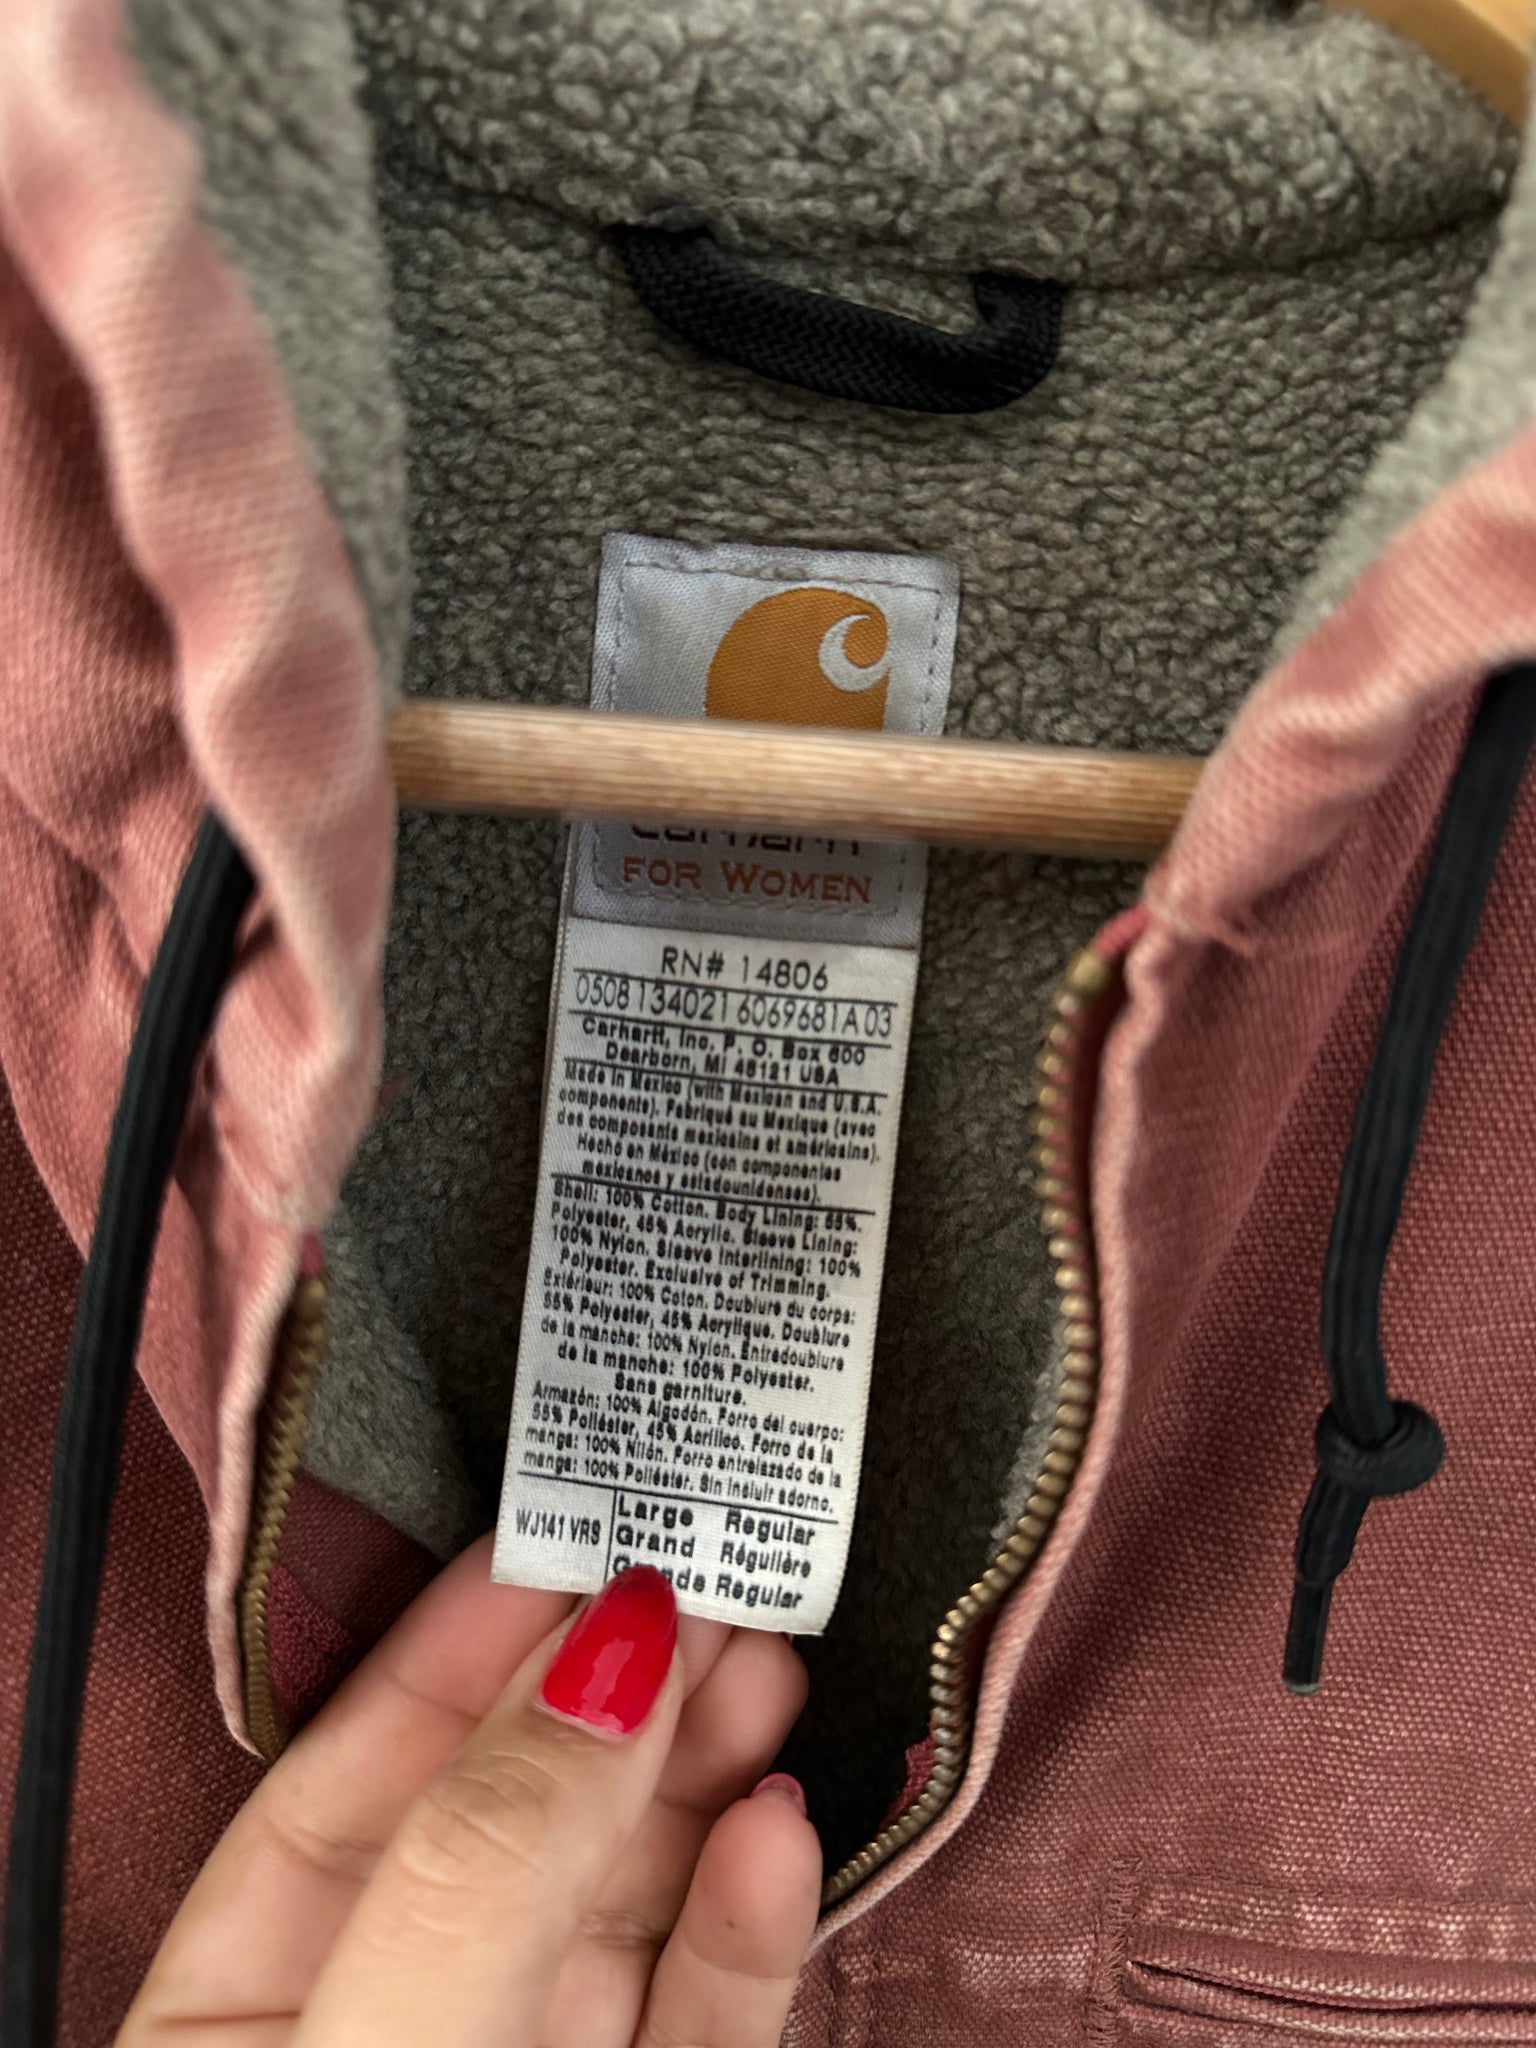 carhartt
FOR WOMEN
RN# 14806
0508134021 6069681A 03
Carhartt, Inc. P. O. Box 600
Dearborn, MI 48121 USA
Made in Mexico (with Mexican and U.S.A.
components). Fabriqué au Mexique (avec
des composants mexicains et américains).
Hecho en México (con componentes
mexicanos y estadounidenses).
Shell: 100% Cotton. Body Lining: 55%
Polyester, 45% Acrylic. Sleeve Lining:
100% Nylon. Sleeve Interlining: 100%
Polyester. Exclusive of Trimming.
Extérieur: 100% Coton. Doublure du corps:
55% Polyester, 45% Acrylique. Doublure
de la manche: 100% Nylon. Entredoublure
de la manche: 100% Polyester.
Sans garniture.
Armazón: 100% Algodón. Forro del cuerpo:
55% Poliéster, 45% Acrílico. Forro de la
manga: 100% Nilón. Forro entrelazado de la
manga: 100% Poliéster. Sin incluir adorno.
WJ141 VRS
Large Regular
Grand Régulière
Grande Regular